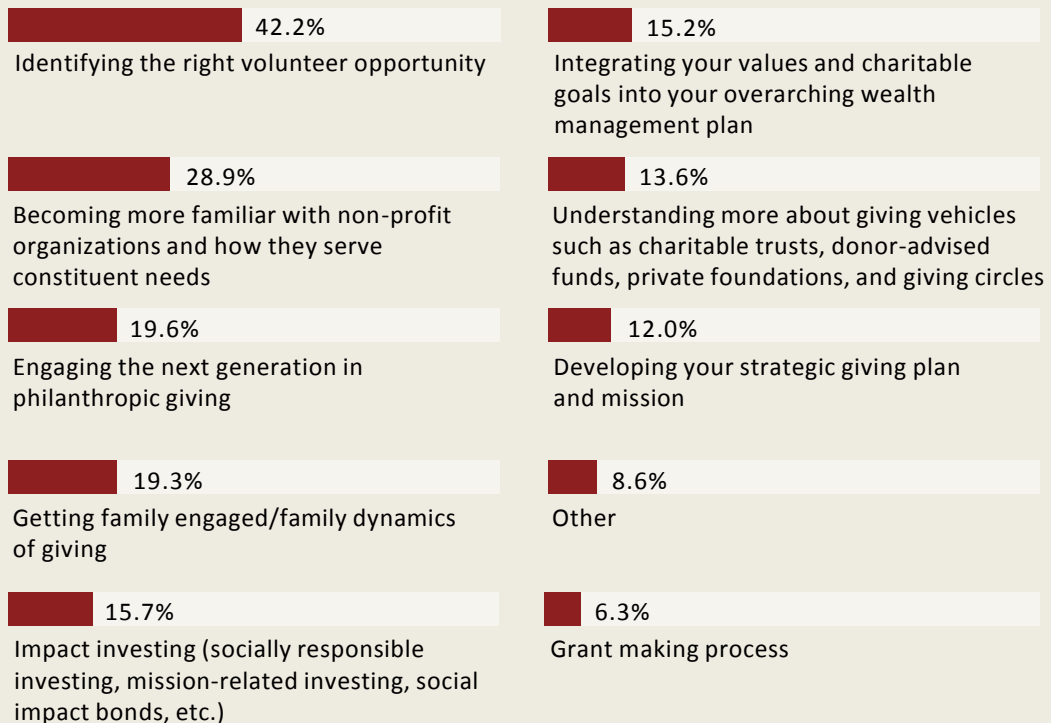 42.2%
Identifying the right volunteer opportunity
28.9%
Becoming more familiar with non-profit
organizations and how they serve
constituent needs
19.6%
Engaging the next generation in
philanthropic giving
19.3%
Getting family engaged/family dynamics
of giving
15.7%
Impact investing (socially responsible
investing, mission-related investing, social
impact bonds, etc.)
15.2%
Integrating your values and charitable
goals into your overarching wealth
management plan
13.6%
Understanding more about giving vehicles
such as charitable trusts, donor-advised
funds, private foundations, and giving circles
12.0%
Developing your strategic giving plan
and mission
8.6%
Other
6.3%
Grant making process